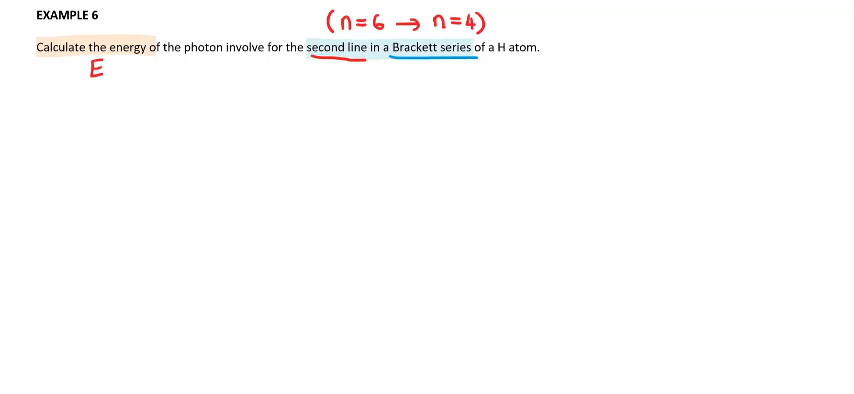 EXAMPLE 6
(n=6 → n=4)
Calculate the energy of the photon involve for the second line in a Brackett series of a H atom.
E